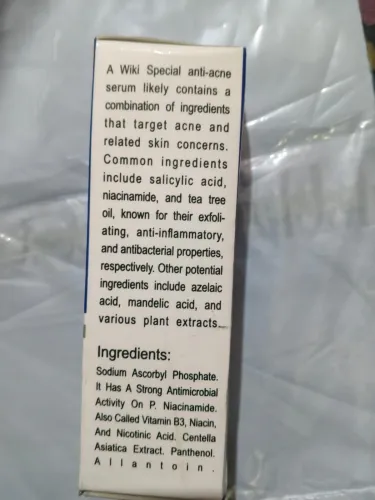 A Wiki Special anti-acne
serum likely contains a
combination of ingredients
that target acne and
related skin concerns.
Common ingredients
include salicylic acid,
niacinamide, and tea tree
oil, known for their exfoli-
ating, anti-inflammatory,
and antibacterial properties,
respectively. Other potential
ingredients include azelaic
acid, mandelic acid, and
various plant extracts.
Ingredients:
Sodium Ascorbyl Phosphate.
It Has A Strong Antimicrobial
Activity On P. Niacinamide.
Also Called Vitamin B3, Niacin,
And Nicotinic Acid. Centella
Asiatica Extract. Panthenol.
Allantoin.